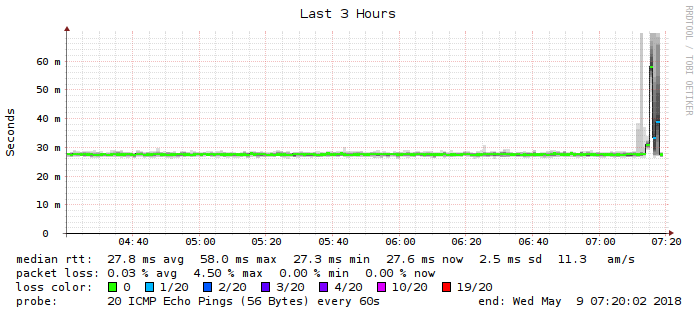 Last 3 Hours
RRDTOOL / TOBI OETIKER
Seconds
60 m
50 m
40 m
30 m
20 m
10 m
0
04:40 05:00 05:20 05:40 06:00 06:20 06:40 07:00 07:20
median rtt: 27.8 ms avg 58.0 ms max 27.3 ms min 27.6 ms now 2.5 ms sd 11.3 am/s
packet loss: 0.03 % avg 4.50 % max 0.00 % min 0.00 % now
loss color: 0 1/20 2/20 3/20 4/20 10/20 19/20
probe: 20 ICMP Echo Pings (56 Bytes) every 60s end: Wed May 9 07:20:02 2018